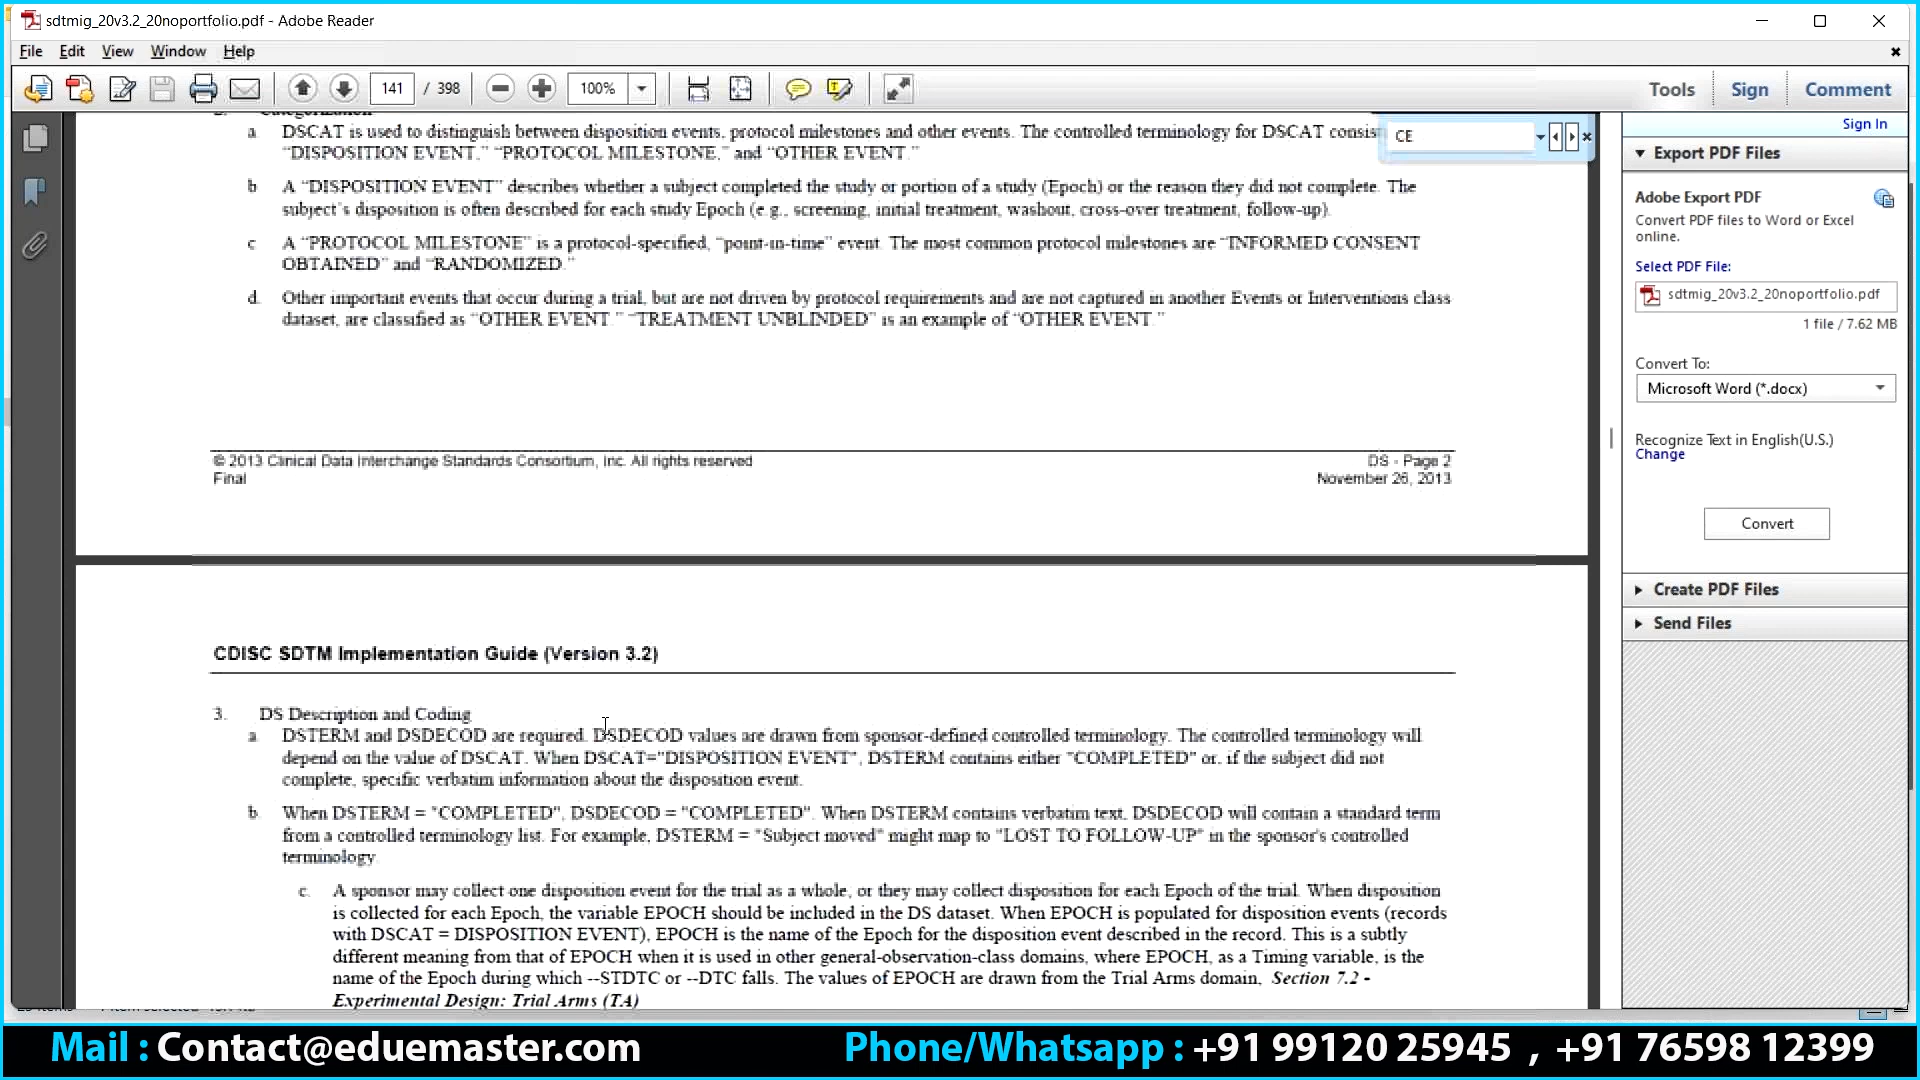 sdtmig_20v3.2_20noportfolio.pdf - Adobe Reader
File Edit View Window Help
141 / 398 100% Tools Sign Comment
Sign In
CE
a. DSCAT is used to distinguish between disposition events, protocol milestones and other events. The controlled terminology for DSCAT
"DISPOSITION EVENT," "PROTOCOL MILESTONE," and "OTHER EVENT."
b. A "DISPOSITION EVENT" describes whether a subject completed the study or portion of a study (Epoch) or the reason they did not complete. The
subject's disposition is often described for each study Epoch (e.g., screening, initial treatment, washout, cross-over treatment, follow-up).
c. A "PROTOCOL MILESTONE" is a protocol-specified, "point-in-time" event. The most common protocol milestones are "INFORMED CONSENT
OBTAINED" and "RANDOMIZED."
d. Other important events that occur during a trial, but are not driven by protocol requirements and are not captured in another Events or Interventions class
dataset, are classified as "OTHER EVENT." "TREATMENT UNBLINDED" is an example of "OTHER EVENT."
© 2013 Clinical Data Interchange Standards Consortium, Inc. All rights reserved DS - Page 2
Final November 26, 2013
CDISC SDTM Implementation Guide (Version 3.2)
3. DS Description and Coding
a. DSTERM and DSDECOD are required. DSDECOD values are drawn from sponsor-defined controlled terminology. The controlled terminology will
depend on the value of DSCAT. When DSCAT="DISPOSITION EVENT", DSTERM contains either "COMPLETED" or, if the subject did not
complete, specific verbatim information about the disposition event.
b. When DSTERM = "COMPLETED", DSDECOD = "COMPLETED". When DSTERM contains verbatim text, DSDECOD will contain a standard term
from a controlled terminology list. For example, DSTERM = "Subject moved" might map to "LOST TO FOLLOW-UP" in the sponsor's controlled
terminology.
c. A sponsor may collect one disposition event for the trial as a whole, or they may collect disposition for each Epoch of the trial. When disposition
is collected for each Epoch, the variable EPOCH should be included in the DS dataset. When EPOCH is populated for disposition events (records
with DSCAT = DISPOSITION EVENT), EPOCH is the name of the Epoch for the disposition event described in the record. This is a subtly
different meaning from that of EPOCH when it is used in other general-observation-class domains, where EPOCH, as a Timing variable, is the
name of the Epoch during which --STDTC or --DTC falls. The values of EPOCH are drawn from the Trial Arms domain, Section 7.2 -
Experimental Design: Trial Arms (TA)
Export PDF Files
Adobe Export PDF
Convert PDF files to Word or Excel
online.
Select PDF File:
sdtmig_20v3.2_20noportfolio.pdf
1 file / 7.62 MB
Convert To:
Microsoft Word (*.docx)
Recognize Text in English(U.S.)
Change
Convert
Create PDF Files
Send Files
Mail : Contact@eduemaster.com Phone/Whatsapp : +91 99120 25945 , +91 76598 12399